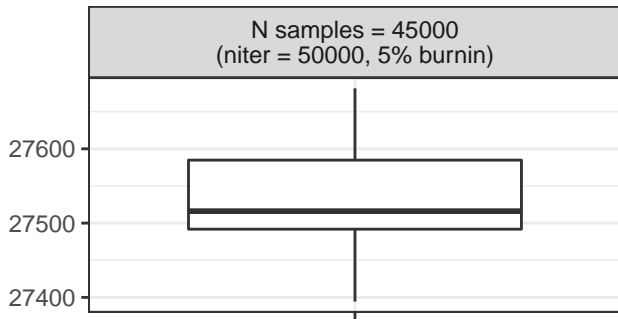 N samples = 45000
(niter = 50000, 5% burnin)
27600
27500
27400